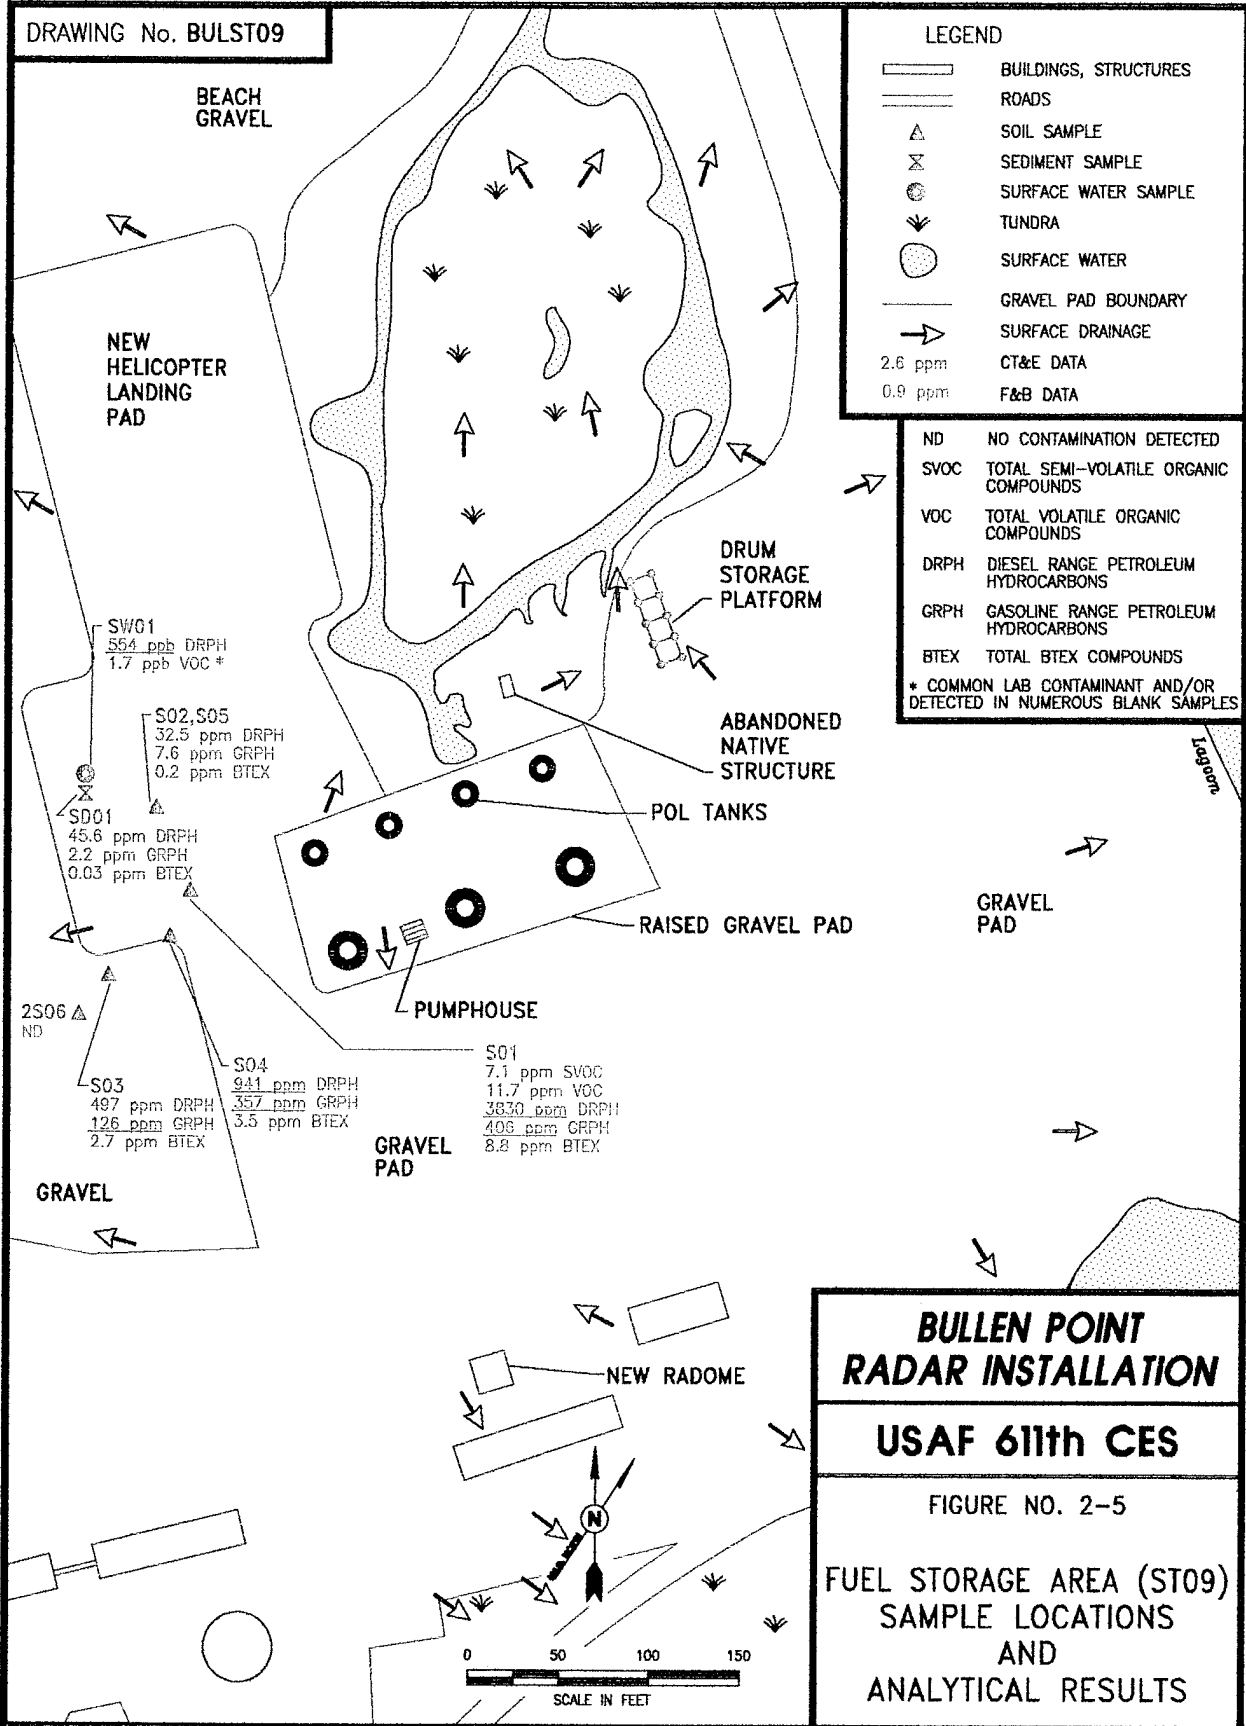 DRAWING No. BULST09
BEACH
GRAVEL
NEW
HELICOPTER
LANDING
PAD
LEGEND
BUILDINGS, STRUCTURES
ROADS
SOIL SAMPLE
SEDIMENT SAMPLE
SURFACE WATER SAMPLE
TUNDRA
SURFACE WATER
GRAVEL PAD BOUNDARY
SURFACE DRAINAGE
2.6 ppm CT&E DATA
0.9 ppm F&B DATA
ND NO CONTAMINATION DETECTED
SVOC TOTAL SEMI-VOLATILE ORGANIC
COMPOUNDS
VOC TOTAL VOLATILE ORGANIC
COMPOUNDS
DRPH DIESEL RANGE PETROLEUM
HYDROCARBONS
GRPH GASOLINE RANGE PETROLEUM
HYDROCARBONS
BTEX TOTAL BTEX COMPOUNDS
* COMMON LAB CONTAMINANT AND/OR
DETECTED IN NUMEROUS BLANK SAMPLES
DRUM
STORAGE
PLATFORM
SW01
554 ppb DRPH
1.7 ppb VOC *
S02,S05
32.5 ppm DRPH
7.6 ppm GRPH
0.2 ppm BTEX
SD01
45.6 ppm DRPH
2.2 ppm GRPH
0.03 ppm BTEX
ABANDONED
NATIVE
STRUCTURE
Lagoon
POL TANKS
RAISED GRAVEL PAD
GRAVEL
PAD
PUMPHOUSE
2S06
ND
S03
497 ppm DRPH
126 ppm GRPH
2.7 ppm BTEX
S04
941 ppm DRPH
357 ppm GRPH
3.5 ppm BTEX
S01
7.1 ppm SVOC
11.7 ppm VOC
3830 ppm DRPH
406 ppm GRPH
8.8 ppm BTEX
GRAVEL
PAD
GRAVEL
NEW RADOME
N
0 50 100 150
SCALE IN FEET
BULLEN POINT
RADAR INSTALLATION
USAF 611th CES
FIGURE NO. 2-5
FUEL STORAGE AREA (ST09)
SAMPLE LOCATIONS
AND
ANALYTICAL RESULTS